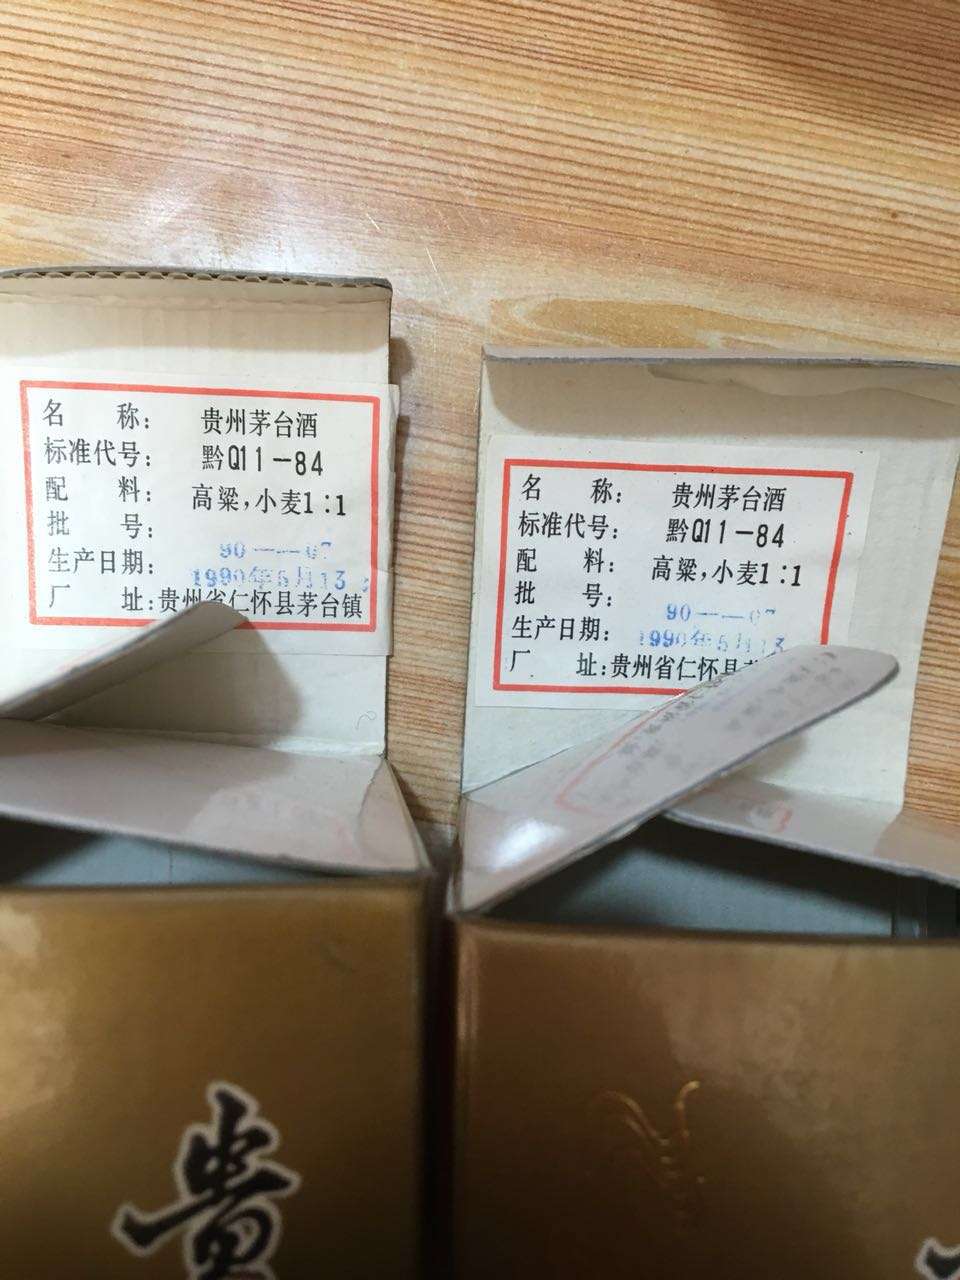 名 称: 贵州茅台酒
标准代号: 黔Q11-84
配 料: 高粱,小麦1:1
批 号: 90-—-07
生产日期: 1990年5月13
厂 址: 贵州省仁怀县茅台镇
名 称: 贵州茅台酒
标准代号: 黔Q11-84
配 料: 高粱,小麦1:1
批 号: 90-—-07
生产日期: 1990年5月13
厂 址: 贵州省仁怀县
贵